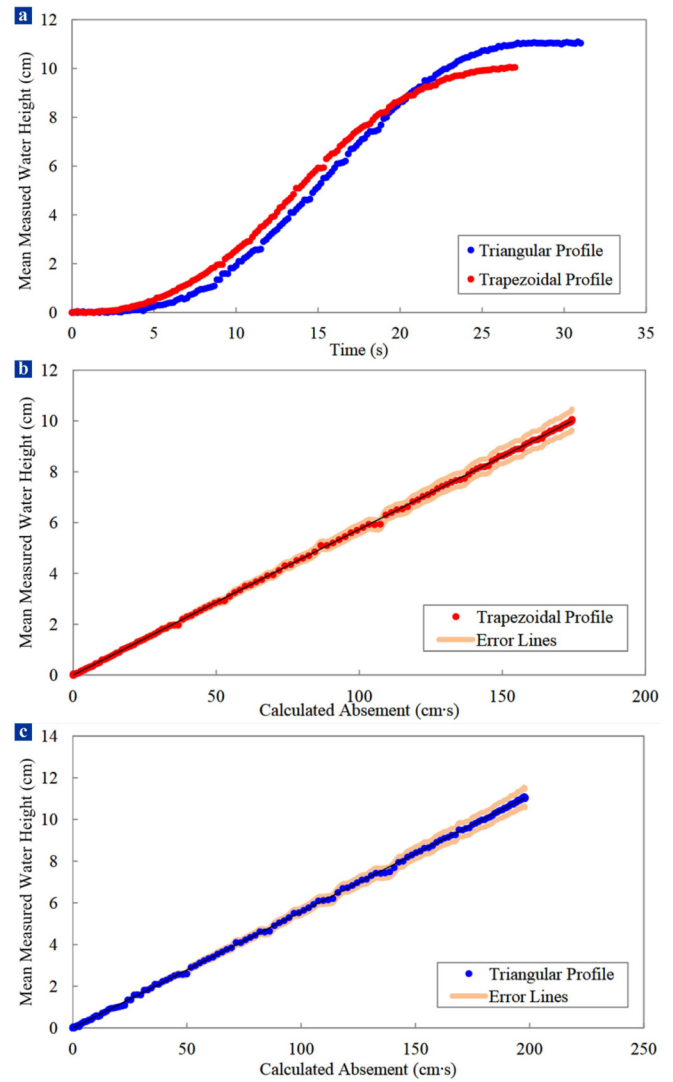 a
Mean Measued Water Height (cm)
12
10
8
6
4
2
0
0 5 10 15 20 25 30 35
Time (s)
Triangular Profile
Trapezoidal Profile
b
Mean Measured Water Height (cm)
12
10
8
6
4
2
0
0 50 100 150 200
Calculated Absement (cm·s)
Trapezoidal Profile
Error Lines
c
Mean Measured Water Height (cm)
14
12
10
8
6
4
2
0
0 50 100 150 200 250
Calculated Absement (cm·s)
Triangular Profile
Error Lines